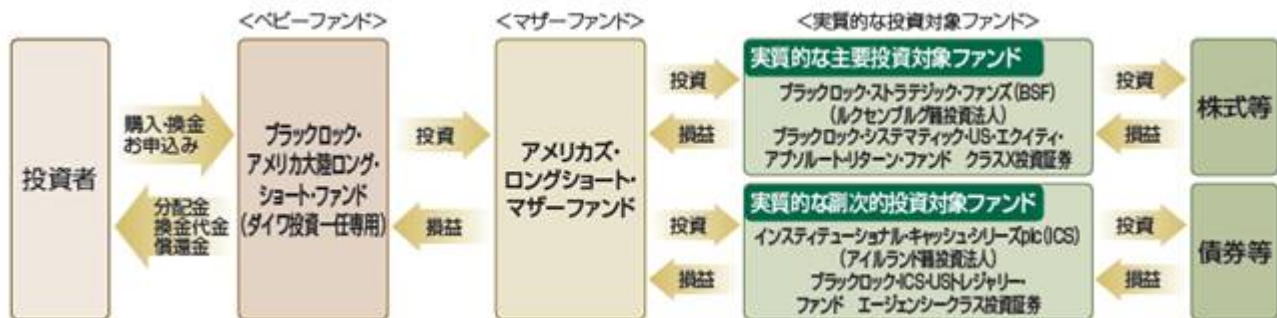 <ベビーファンド>
<マザーファンド>
<実質的な投資対象ファンド>
投資者
購入・換金
お申込み
分配金
換金代金
償還金
ブラックロック・
アメリカ大陸ロング・
ショート・ファンド
(ダイワ投資一任専用)
投資
損益
アメリカズ・
ロングショート・
マザーファンド
投資
損益
実質的な主要投資対象ファンド
ブラックロック・ストラテジック・ファンズ(BSF)
(ルクセンブルグ籍投資法人)
ブラックロック・システマティック・US・エクイティ・
アブソルート・リターン・ファンド クラスX投資証券
投資
損益
株式等
投資
損益
実質的な副次的投資対象ファンド
インスティテューショナル・キャッシュ・シリーズplc(ICS)
(アイルランド籍投資法人)
ブラックロック・ICS・USトレジャリー・
ファンド エージェンシークラス投資証券
投資
損益
債券等